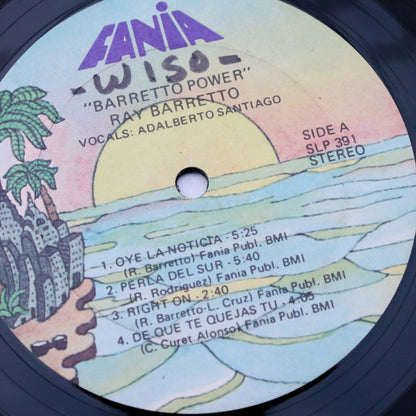 FANIA
-WISO-
"BARRETTO POWER"
RAY BARRETTO
VOCALS: ADALBERTO SANTIAGO
SIDE A
SLP 391
STEREO
1. OYE LA NOTICIA - 5:25
(R. Barretto) Fania Publ. BMI
2. PERLA DEL SUR - 5:40
(R. Rodriguez) Fania Publ. BMI
3. RIGHT ON - 2:40
(R. Barretto-L. Cruz) Fania Publ. BMI
4. DE QUE TE QUEJAS TU - 4:05
(C. Curet Alonso) Fania Publ. BMI